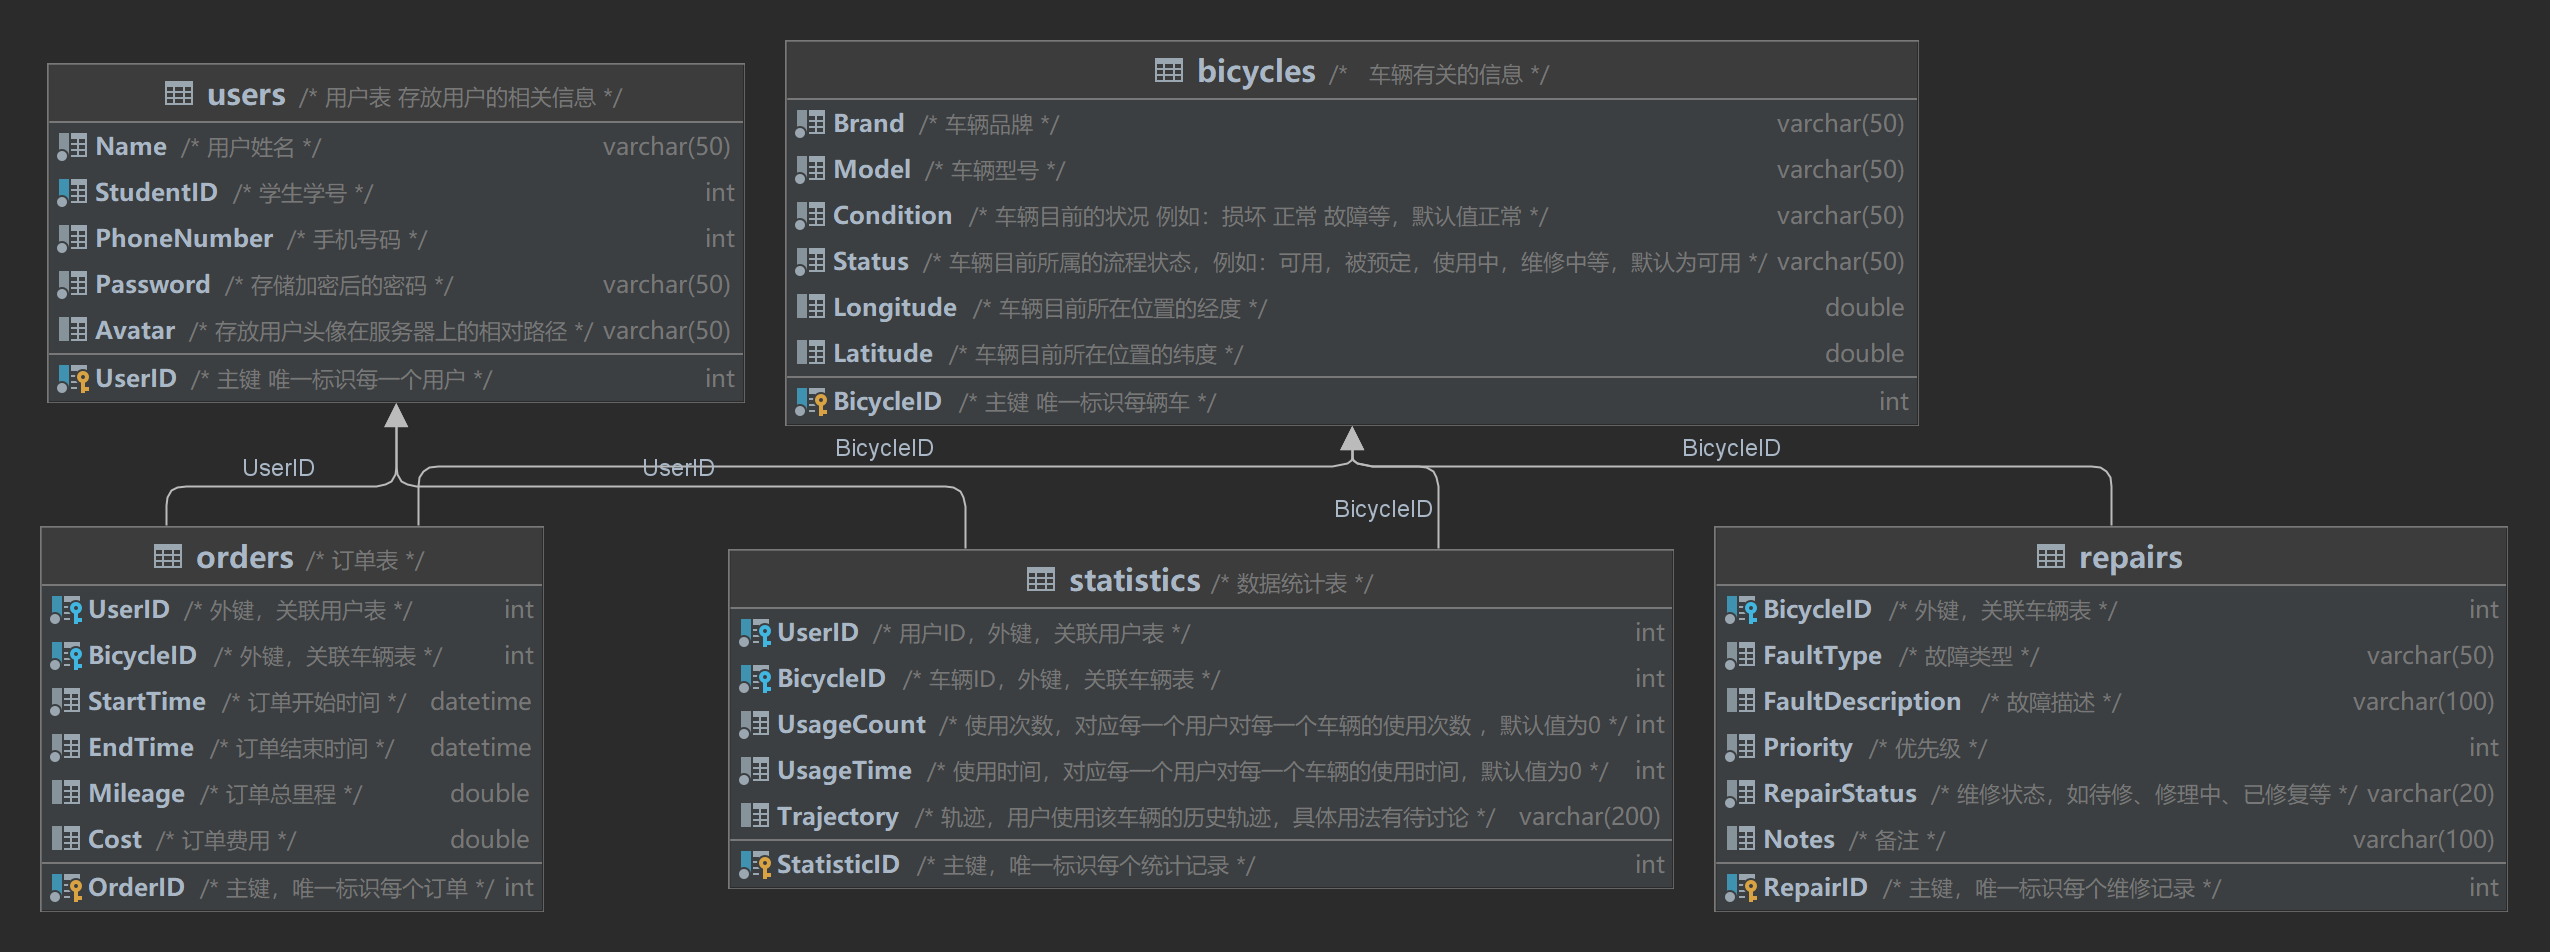 users /* 用户表 存放用户的相关信息 */
Name /* 用户姓名 */ varchar(50)
StudentID /* 学生学号 */ int
PhoneNumber /* 手机号码 */ int
Password /* 存储加密后的密码 */ varchar(50)
Avatar /* 存放用户头像在服务器上的相对路径 */ varchar(50)
UserID /* 主键 唯一标识每一个用户 */ int
bicycles /* 车辆有关的信息 */
Brand /* 车辆品牌 */ varchar(50)
Model /* 车辆型号 */ varchar(50)
Condition /* 车辆目前的状况 例如：损坏 正常 故障等，默认值正常 */ varchar(50)
Status /* 车辆目前所属的流程状态，例如：可用，被预定，使用中，维修中等，默认为可用 */ varchar(50)
Longitude /* 车辆目前所在位置的经度 */ double
Latitude /* 车辆目前所在位置的纬度 */ double
BicycleID /* 主键 唯一标识每辆车 */ int
UserID
UserID
BicycleID
BicycleID
BicycleID
orders /* 订单表 */
UserID /* 外键，关联用户表 */ int
BicycleID /* 外键，关联车辆表 */ int
StartTime /* 订单开始时间 */ datetime
EndTime /* 订单结束时间 */ datetime
Mileage /* 订单总里程 */ double
Cost /* 订单费用 */ double
OrderID /* 主键，唯一标识每个订单 */ int
statistics /* 数据统计表 */
UserID /* 用户ID，外键，关联用户表 */ int
BicycleID /* 车辆ID，外键，关联车辆表 */ int
UsageCount /* 使用次数，对应每一个用户对每一个车辆的使用次数 ，默认值为0 */ int
UsageTime /* 使用时间，对应每一个用户对每一个车辆的使用时间，默认值为0 */ int
Trajectory /* 轨迹，用户使用该车辆的历史轨迹，具体用法有待讨论 */ varchar(200)
StatisticID /* 主键，唯一标识每个统计记录 */ int
repairs
BicycleID /* 外键，关联车辆表 */ int
FaultType /* 故障类型 */ varchar(50)
FaultDescription /* 故障描述 */ varchar(100)
Priority /* 优先级 */ int
RepairStatus /* 维修状态，如待修、修理中、已修复等 */ varchar(20)
Notes /* 备注 */ varchar(100)
RepairID /* 主键，唯一标识每个维修记录 */ int